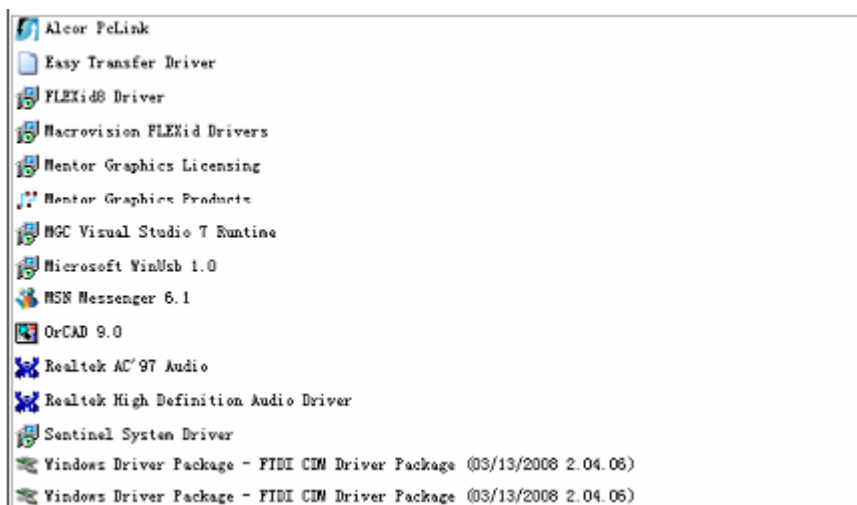 Alcor PcLink
Easy Transfer Driver
FLEXid8 Driver
Macrovision FLEXid Drivers
Mentor Graphics Licensing
Mentor Graphics Products
MGC Visual Studio 7 Runtime
Microsoft WinUsb 1.0
MSN Messenger 6.1
OrCAD 9.0
Realtek AC'97 Audio
Realtek High Definition Audio Driver
Sentinel System Driver
Windows Driver Package - FTDI CDM Driver Package (03/13/2008 2.04.06)
Windows Driver Package - FTDI CDM Driver Package (03/13/2008 2.04.06)